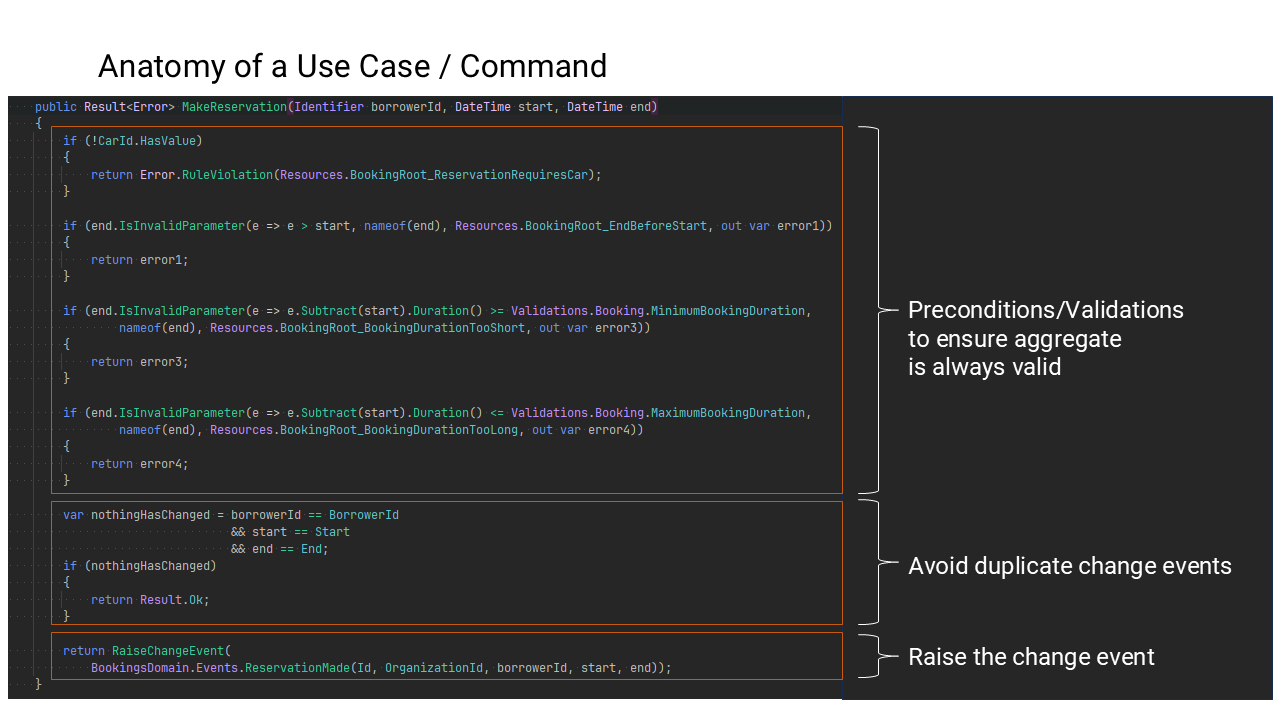 Anatomy of a Use Case / Command
public Result<Error> MakeReservation(Identifier borrowerId, DateTime start, DateTime end)
{
if (!CarId.HasValue)
{
return Error.RuleViolation(Resources.BookingRoot_ReservationRequiresCar);
}
if (end.IsInvalidParameter(e => e > start, nameof(end), Resources.BookingRoot_EndBeforeStart, out var error1))
{
return error1;
}
if (end.IsInvalidParameter(e => e.Subtract(start).Duration() >= Validations.Booking.MinimumBookingDuration,
nameof(end), Resources.BookingRoot_BookingDurationTooShort, out var error3))
{
return error3;
}
if (end.IsInvalidParameter(e => e.Subtract(start).Duration() <= Validations.Booking.MaximumBookingDuration,
nameof(end), Resources.BookingRoot_BookingDurationTooLong, out var error4))
{
return error4;
}
var nothingHasChanged = borrowerId == BorrowerId
&& start == Start
&& end == End;
if (nothingHasChanged)
{
return Result.Ok;
}
return RaiseChangeEvent(
BookingsDomain.Events.ReservationMade(Id, OrganizationId, borrowerId, start, end));
}
Preconditions/Validations
to ensure aggregate
is always valid
Avoid duplicate change events
Raise the change event